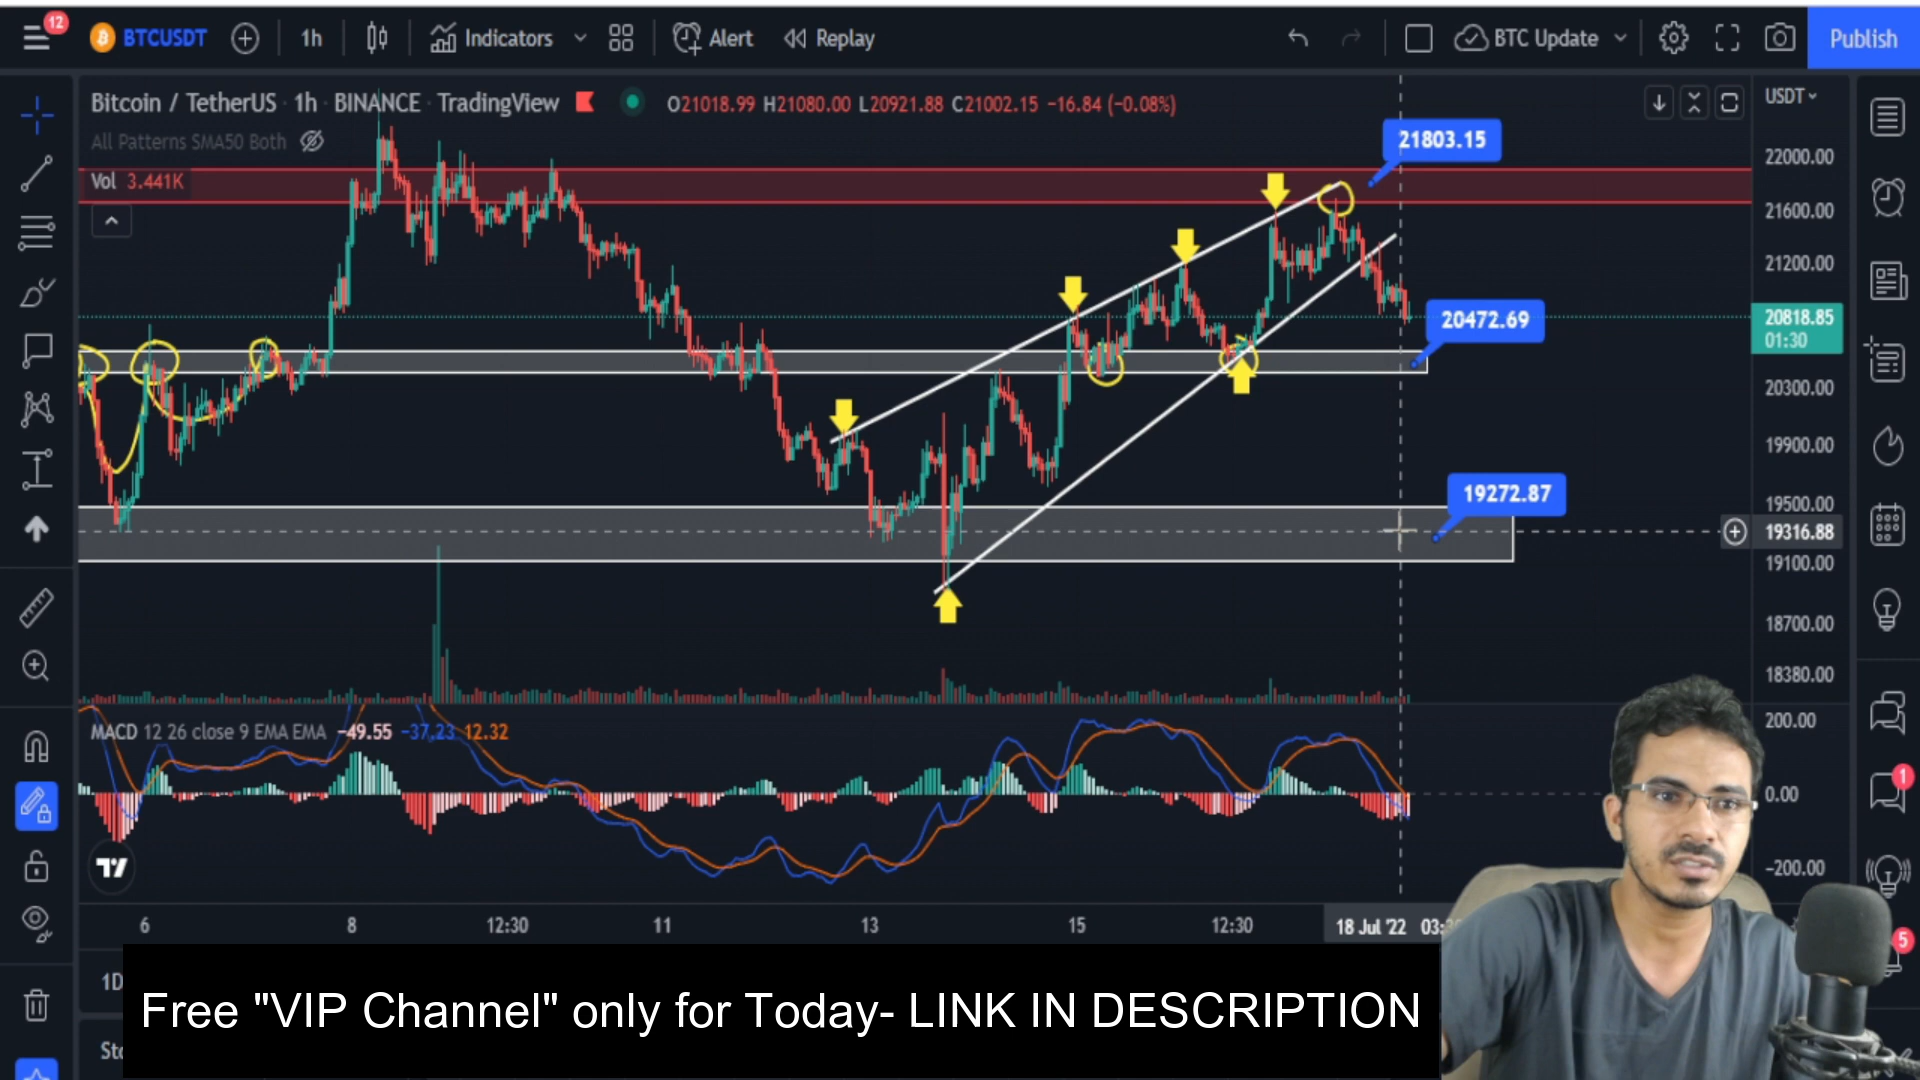 12
BTCUSDT
1h
Indicators
Alert
Replay
BTC Update
Publish
Bitcoin / TetherUS · 1h · BINANCE · TradingView
O21018.99 H21080.00 L20921.88 C21002.15 −16.84 (−0.08%)
USDT
All Patterns SMA50 Both
21803.15
22000.00
Vol 3.441K
21600.00
21200.00
20472.69
20818.85
01:30
20300.00
19900.00
19272.87
19500.00
19316.88
19100.00
18700.00
18380.00
MACD 12 26 close 9 EMA EMA −49.55 −37.23 12.32
200.00
1
0.00
−200.00
6
8
12:30
11
13
15
12:30
18 Jul '22
5
1D
Free "VIP Channel" only for Today- LINK IN DESCRIPTION